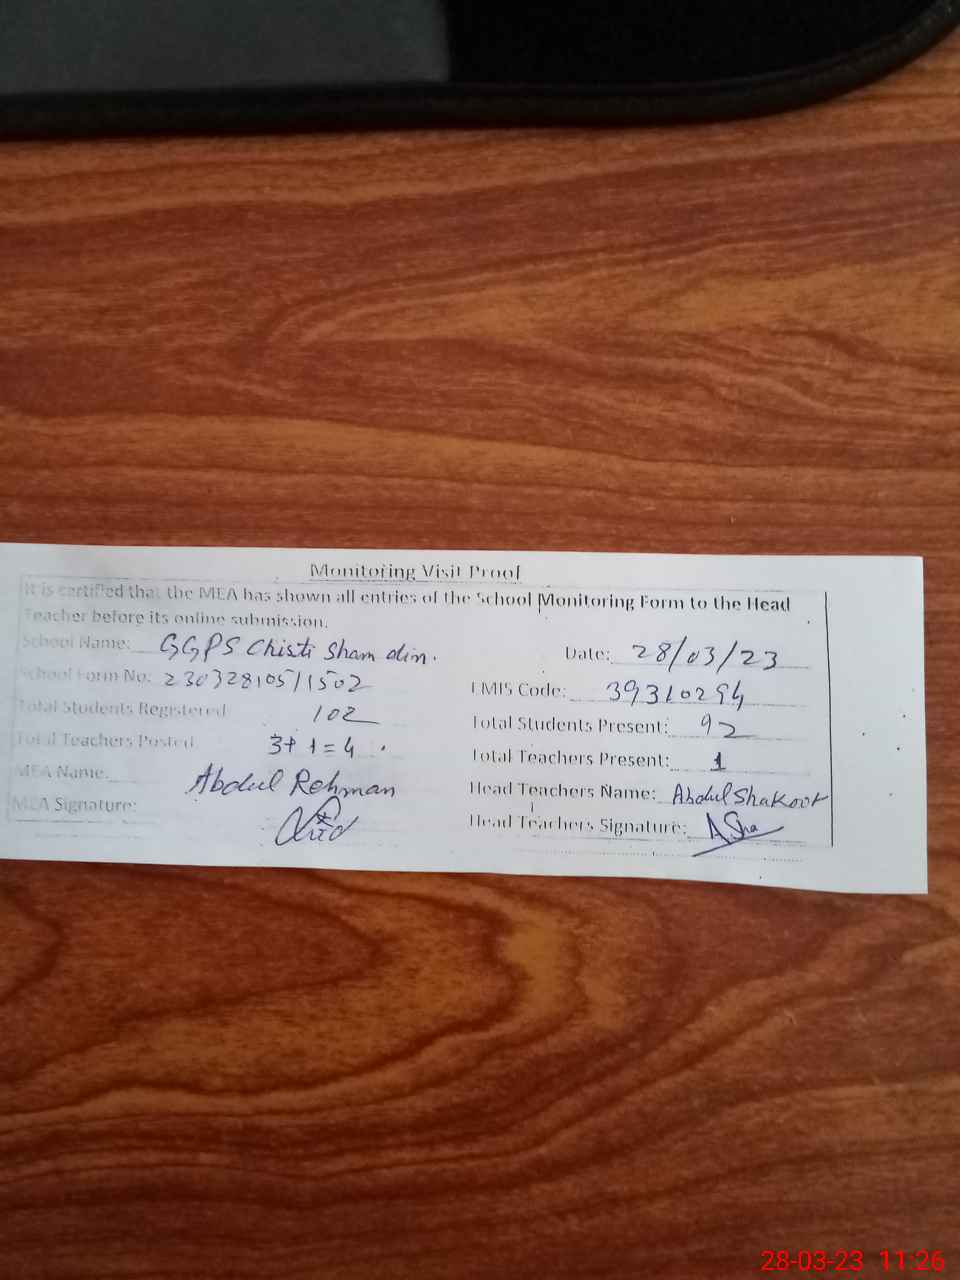 Monitoring Visit Proof
It is certified that the MEA has shown all entries of the School Monitoring Form to the Head
Teacher before its online submission.
School Name: GGPS Chisti Sham din. Date: 28/03/23
School Form No: 23032810511502 EMIS Code: 39310294
Total Students Registered 102 Total Students Present: 92
Total Teachers Posted 3+1=4 Total Teachers Present: 1
MEA Name: Abdul Rehman Head Teachers Name: Abdul Shakoor
MEA Signature: Head Teachers Signature: A Sha
28-03-23 11:26